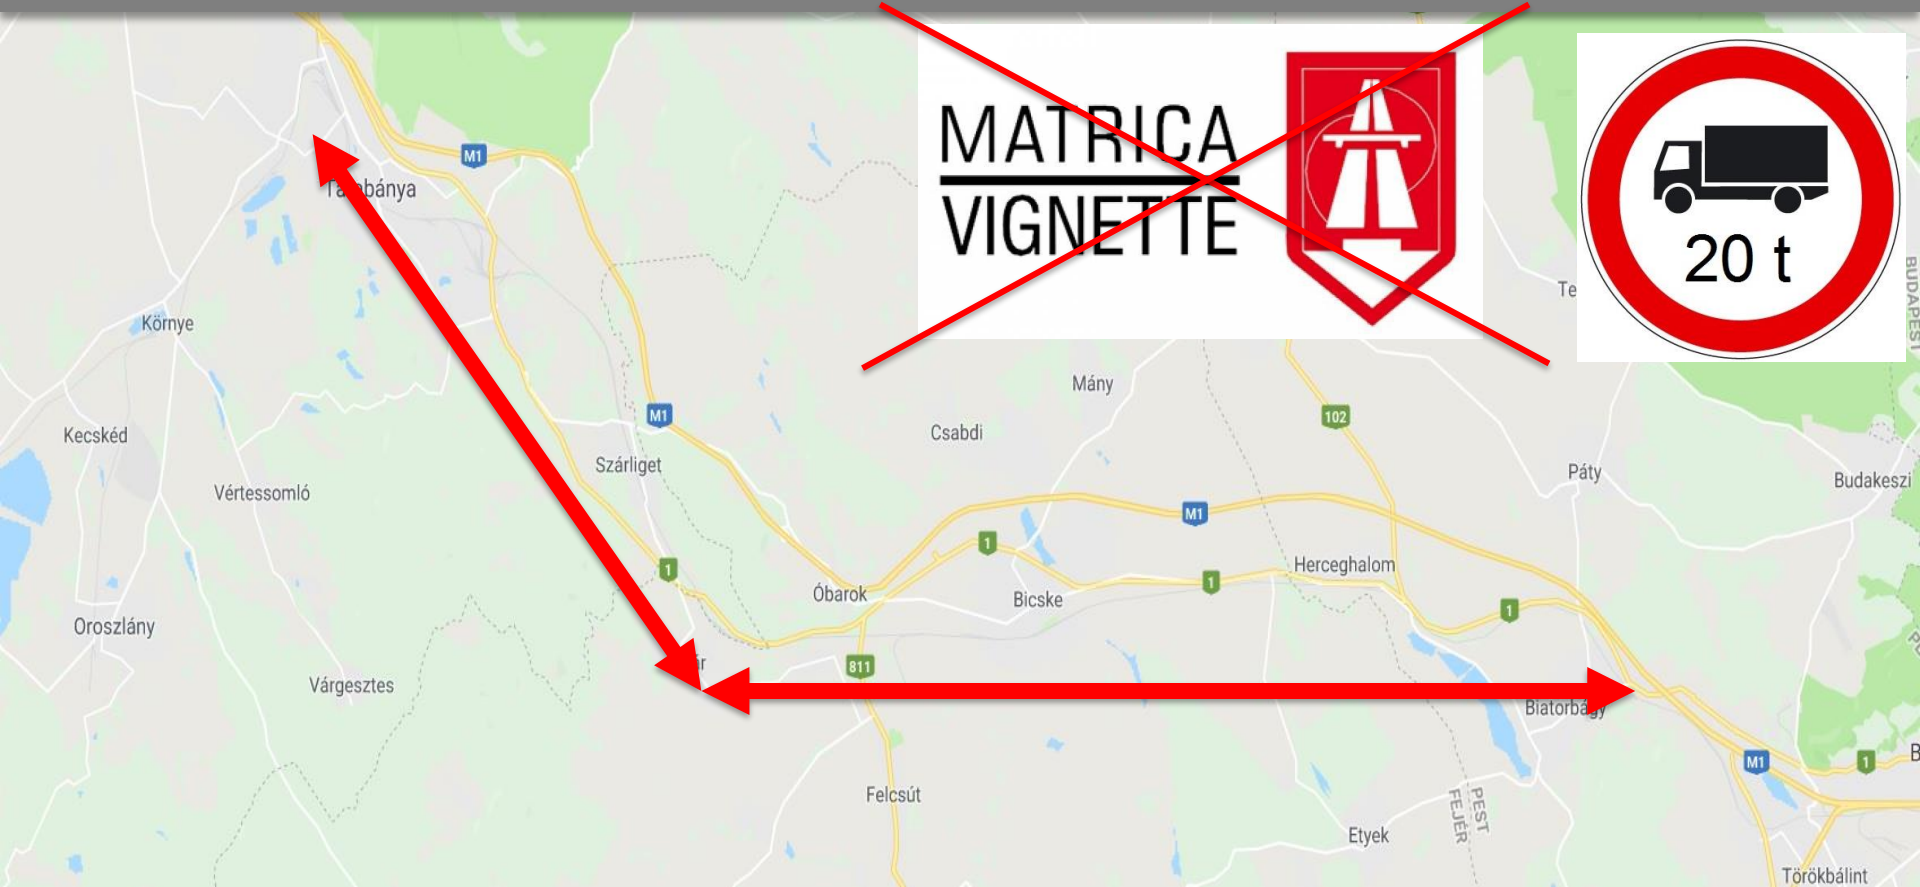 MATRICA
VIGNETTE
20 t
M1
BUDAPEST
Környe
M1
Mány
102
Kecskéd
Csabdi
Szárliget
Páty
Budakeszi
Vértessomló
M1
1
1
Herceghalom
1
Óbarok
Bicske
1
Oroszlány
811
Várgesztes
Biatorbágy
M1
1
Felcsút
PEST
FEJÉR
Etyek
Törökbálint